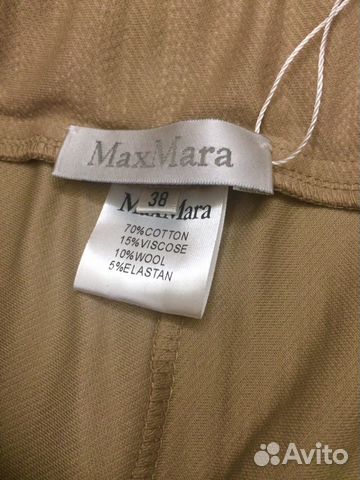 MaxMara
38
MaxMara
70%COTTON
15%VISCOSE
10%WOOL
5%ELASTAN
Avito